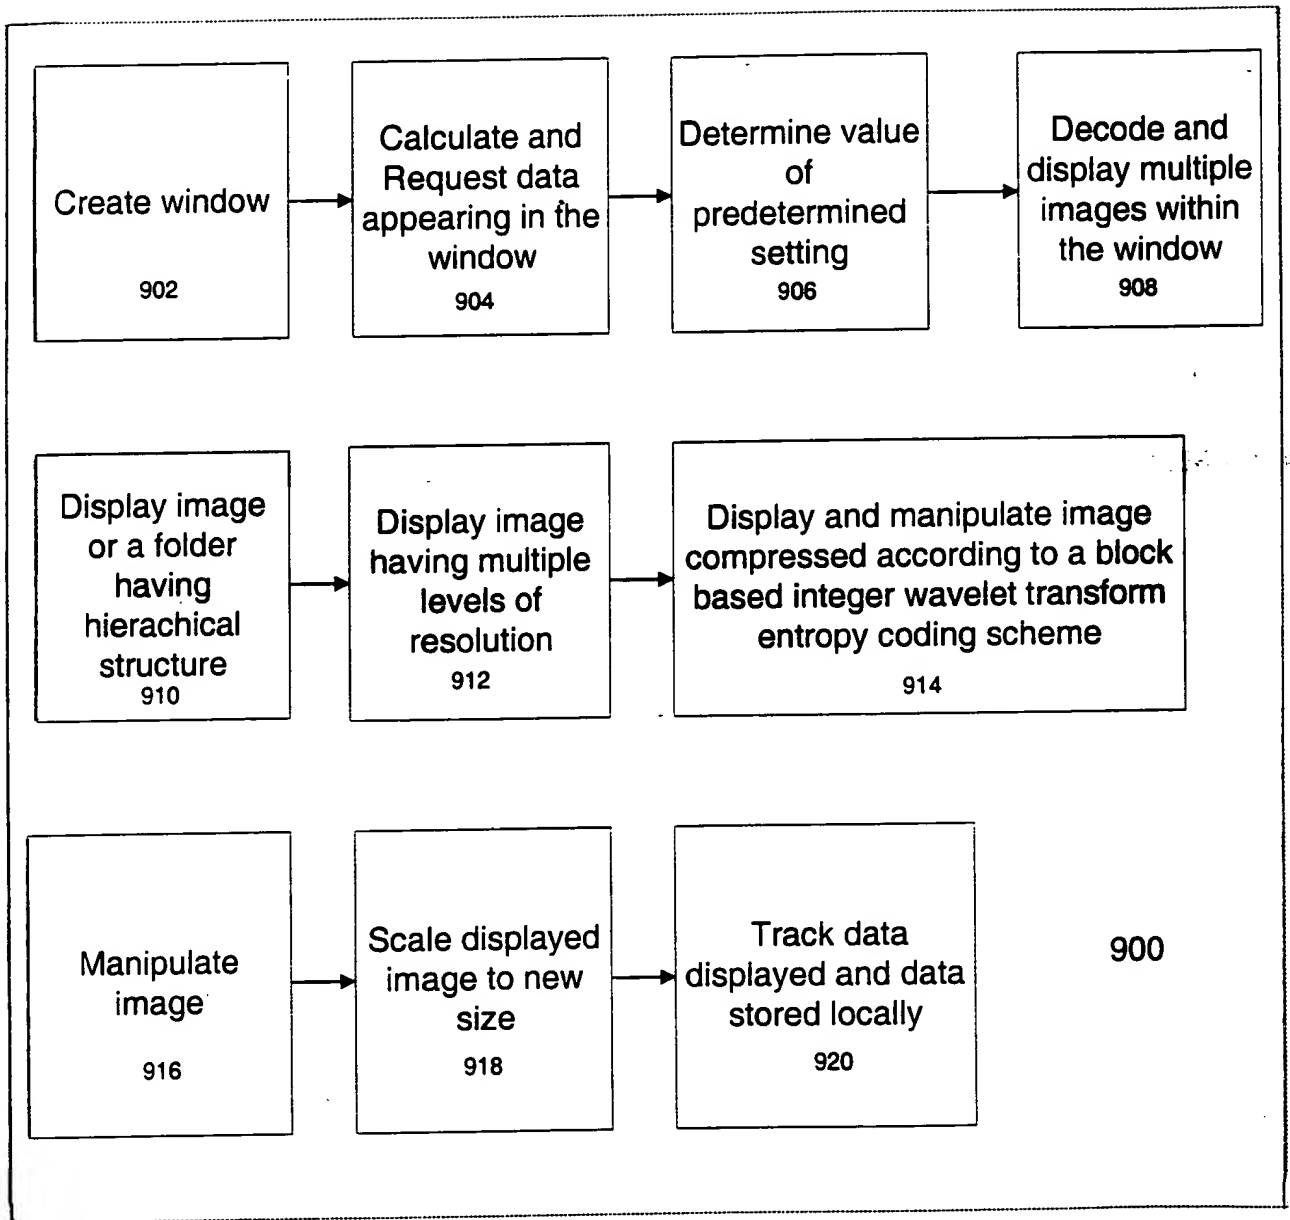 Create window
902
Calculate and
Request data
appearing in the
window
904
Determine value
of
predetermined
setting
906
Decode and
display multiple
images within
the window
908
Display image
or a folder
having
hierachical
structure
910
Display image
having multiple
levels of
resolution
912
Display and manipulate image
compressed according to a block
based integer wavelet transform
entropy coding scheme
914
Manipulate
image
916
Scale displayed
image to new
size
918
Track data
displayed and data
stored locally
920
900